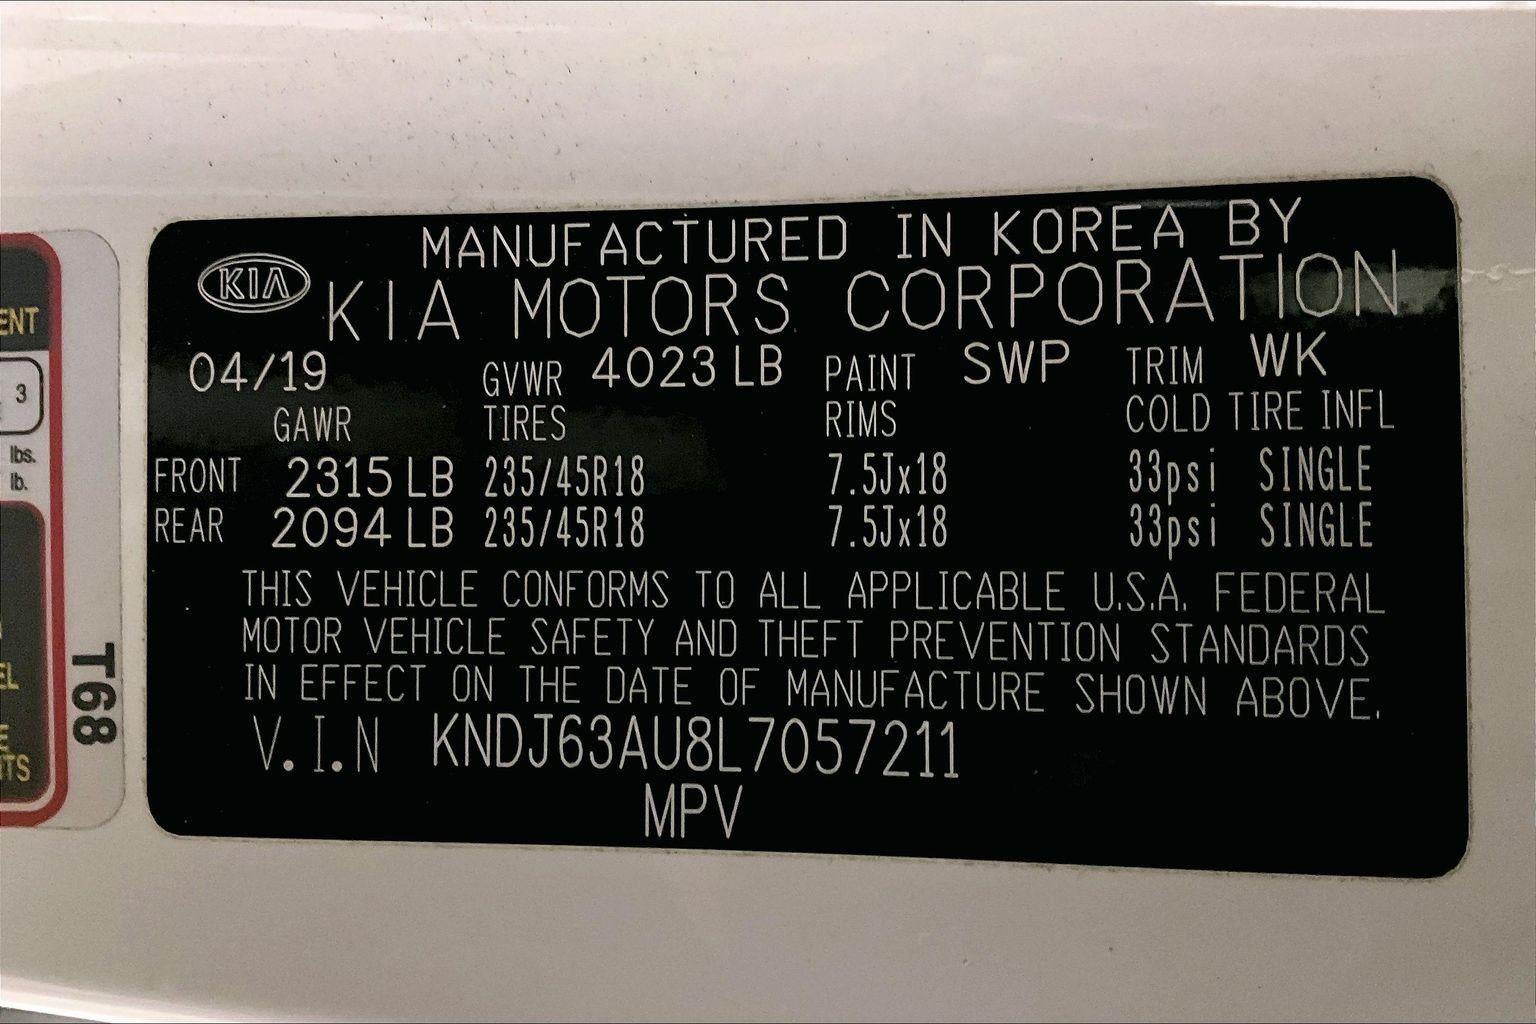 MANUFACTURED IN KOREA BY
KIA KIA MOTORS CORPORATION
04/19 GVWR 4023 LB PAINT SWP TRIM WK
GAWR TIRES RIMS COLD TIRE INFL
FRONT 2315 LB 235/45R18 7.5Jx18 33psi SINGLE
REAR 2094 LB 235/45R18 7.5Jx18 33psi SINGLE
THIS VEHICLE CONFORMS TO ALL APPLICABLE U.S.A. FEDERAL
MOTOR VEHICLE SAFETY AND THEFT PREVENTION STANDARDS
IN EFFECT ON THE DATE OF MANUFACTURE SHOWN ABOVE.
V.I.N KNDJ63AU8L7057211
MPV
3
lbs.
lb.
T68